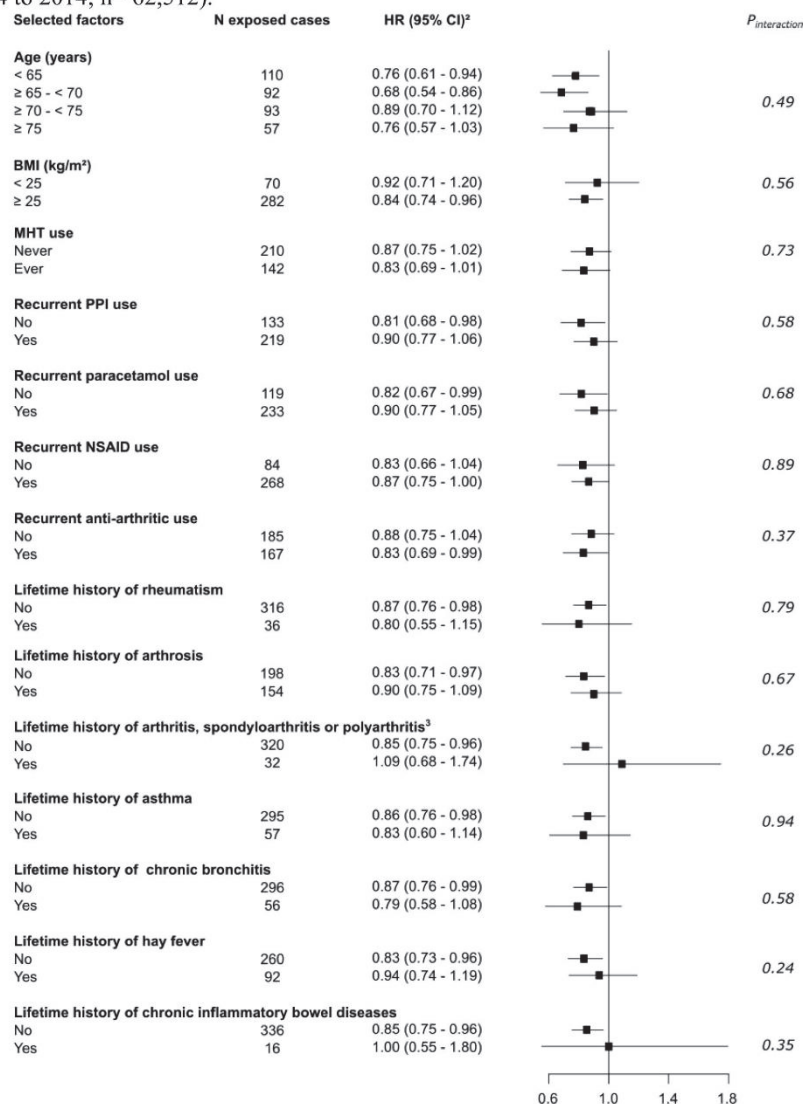 4 to 2014, n=62,512).
Selected factors N exposed cases HR (95% CI)² Pinteraction
Age (years)
< 65 110 0.76 (0.61 - 0.94)
≥ 65 - < 70 92 0.68 (0.54 - 0.86)
0.49
≥ 70 - < 75 93 0.89 (0.70 - 1.12)
≥ 75 57 0.76 (0.57 - 1.03)
BMI (kg/m²)
< 25 70 0.92 (0.71 - 1.20) 0.56
≥ 25 282 0.84 (0.74 - 0.96)
MHT use
Never 210 0.87 (0.75 - 1.02) 0.73
Ever 142 0.83 (0.69 - 1.01)
Recurrent PPI use
No 133 0.81 (0.68 - 0.98) 0.58
Yes 219 0.90 (0.77 - 1.06)
Recurrent paracetamol use
No 119 0.82 (0.67 - 0.99) 0.68
Yes 233 0.90 (0.77 - 1.05)
Recurrent NSAID use
No 84 0.83 (0.66 - 1.04) 0.89
Yes 268 0.87 (0.75 - 1.00)
Recurrent anti-arthritic use
No 185 0.88 (0.75 - 1.04) 0.37
Yes 167 0.83 (0.69 - 0.99)
Lifetime history of rheumatism
No 316 0.87 (0.76 - 0.98) 0.79
Yes 36 0.80 (0.55 - 1.15)
Lifetime history of arthrosis
No 198 0.83 (0.71 - 0.97) 0.67
Yes 154 0.90 (0.75 - 1.09)
Lifetime history of arthritis, spondyloarthritis or polyarthritis³
No 320 0.85 (0.75 - 0.96) 0.26
Yes 32 1.09 (0.68 - 1.74)
Lifetime history of asthma
No 295 0.86 (0.76 - 0.98) 0.94
Yes 57 0.83 (0.60 - 1.14)
Lifetime history of chronic bronchitis
No 296 0.87 (0.76 - 0.99) 0.58
Yes 56 0.79 (0.58 - 1.08)
Lifetime history of hay fever
No 260 0.83 (0.73 - 0.96) 0.24
Yes 92 0.94 (0.74 - 1.19)
Lifetime history of chronic inflammatory bowel diseases
No 336 0.85 (0.75 - 0.96) 0.35
Yes 16 1.00 (0.55 - 1.80)
0.6 1.0 1.4 1.8